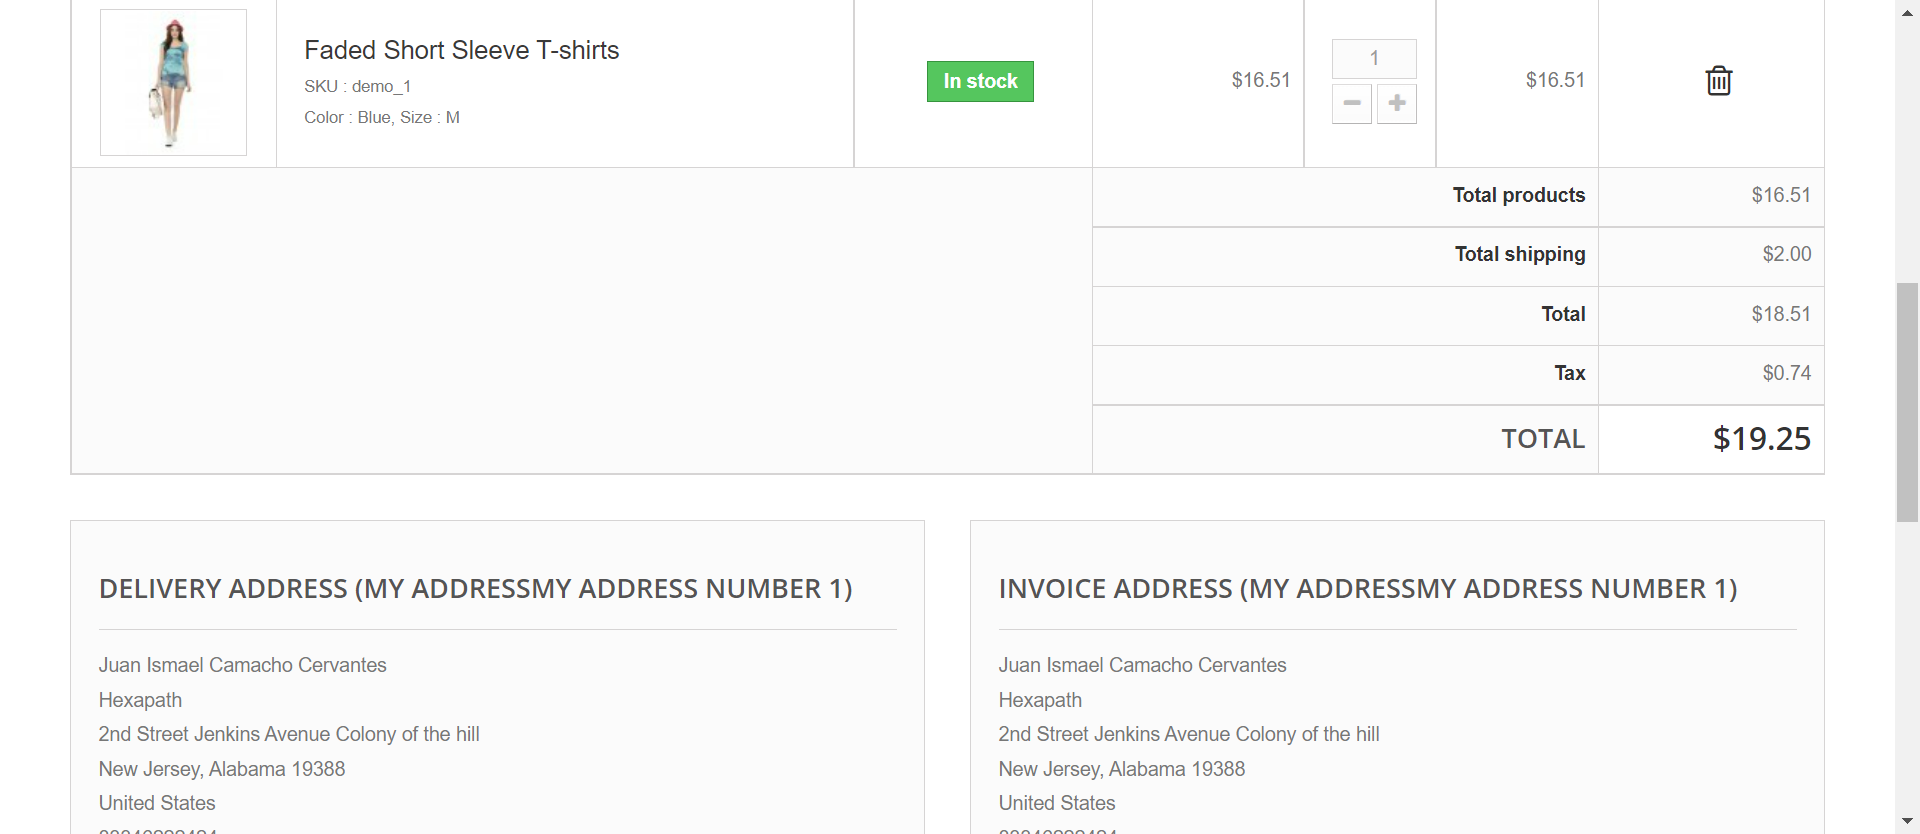 Faded Short Sleeve T-shirts
SKU : demo_1
Color : Blue, Size : M
In stock
$16.51
1
$16.51
Total products $16.51
Total shipping $2.00
Total $18.51
Tax $0.74
TOTAL $19.25
DELIVERY ADDRESS (MY ADDRESSMY ADDRESS NUMBER 1)
Juan Ismael Camacho Cervantes
Hexapath
2nd Street Jenkins Avenue Colony of the hill
New Jersey, Alabama 19388
United States
INVOICE ADDRESS (MY ADDRESSMY ADDRESS NUMBER 1)
Juan Ismael Camacho Cervantes
Hexapath
2nd Street Jenkins Avenue Colony of the hill
New Jersey, Alabama 19388
United States